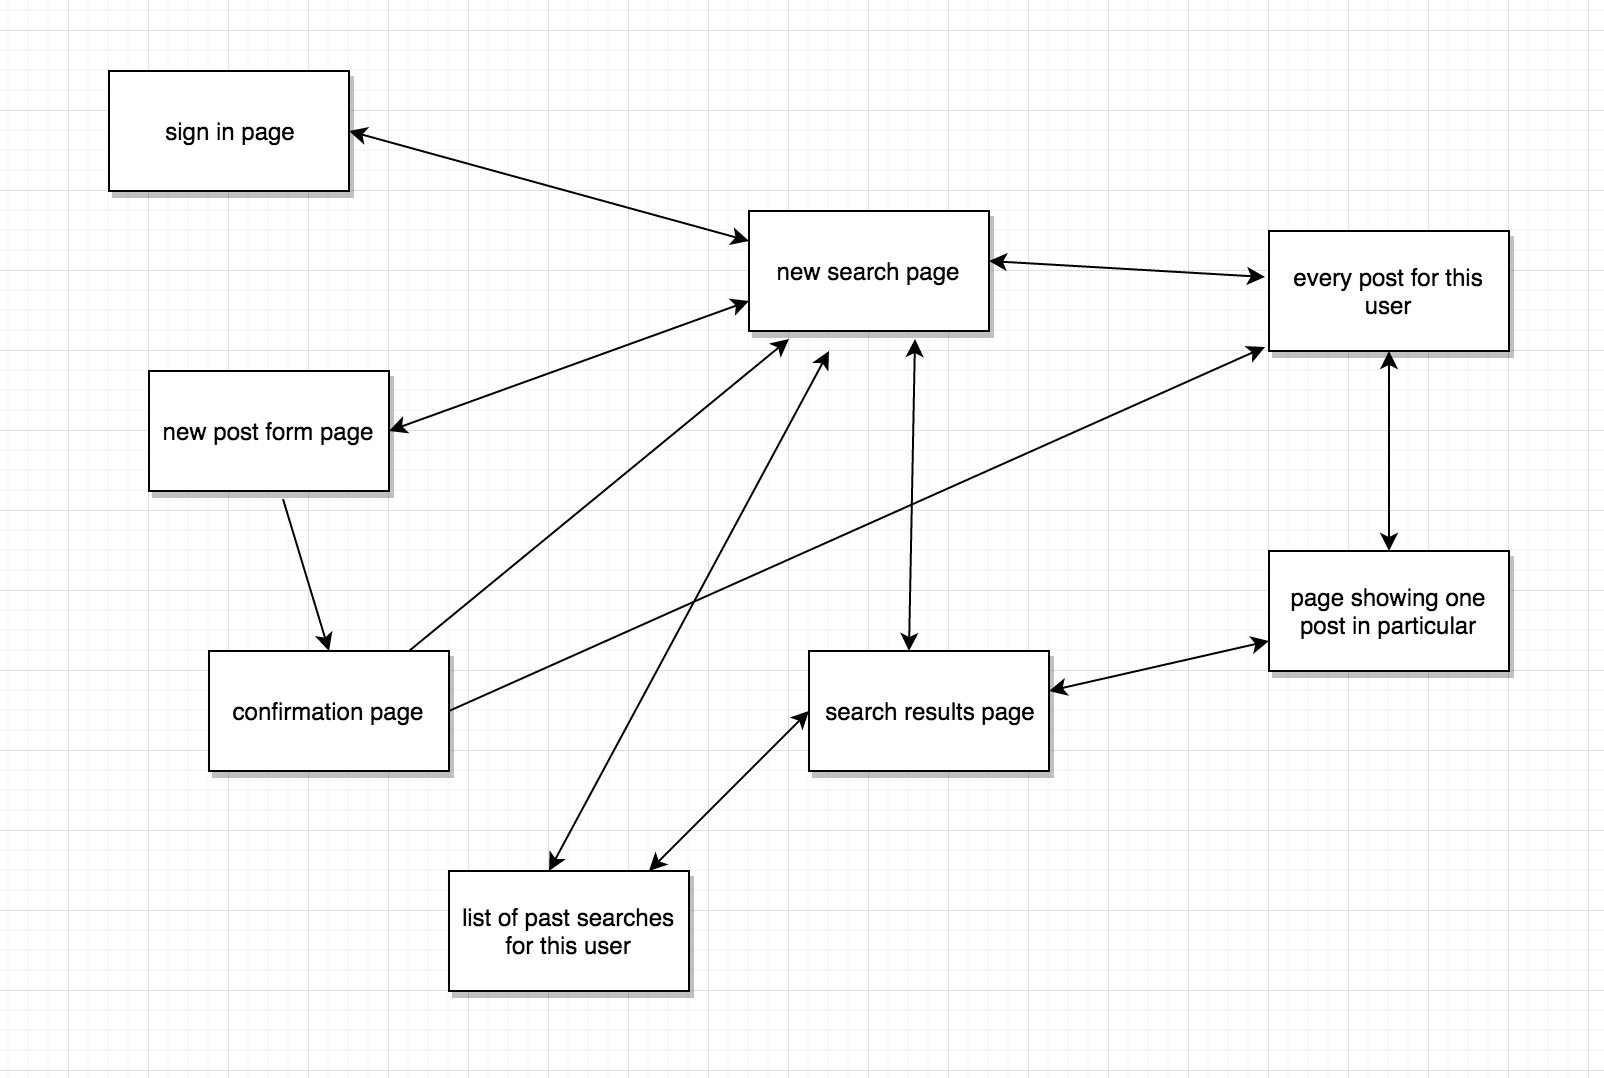 sign in page
new search page
every post for this
user
new post form page
page showing one
post in particular
confirmation page
search results page
list of past searches
for this user